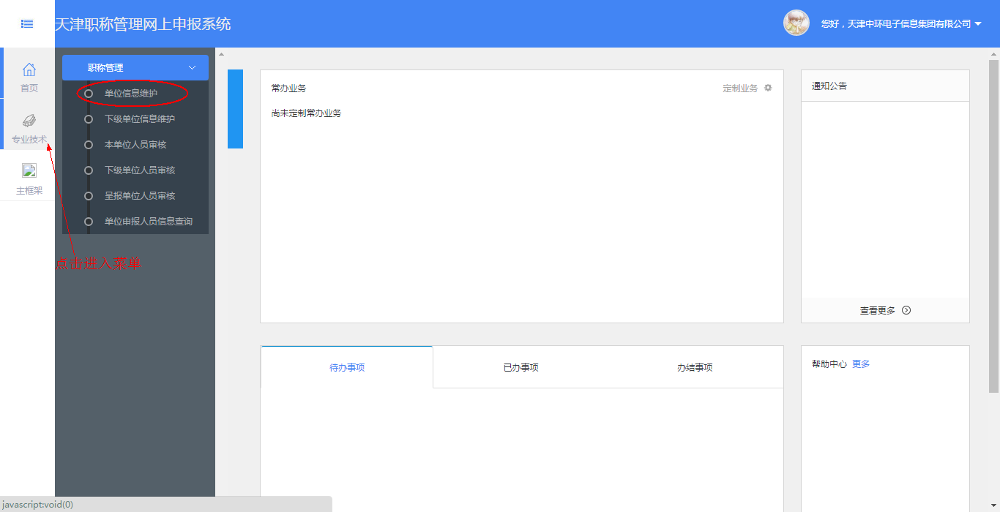 天津职称管理网上申报系统
您好，天津中环电子信息集团有限公司
首页
专业技术
主框架
职称管理
单位信息维护
下级单位信息维护
本单位人员审核
下级单位人员审核
呈报单位人员审核
单位申报人员信息查询
点击进入菜单
常办业务
定制业务
尚未定制常办业务
通知公告
查看更多
待办事项
已办事项
办结事项
帮助中心 更多
javascript:void(0)